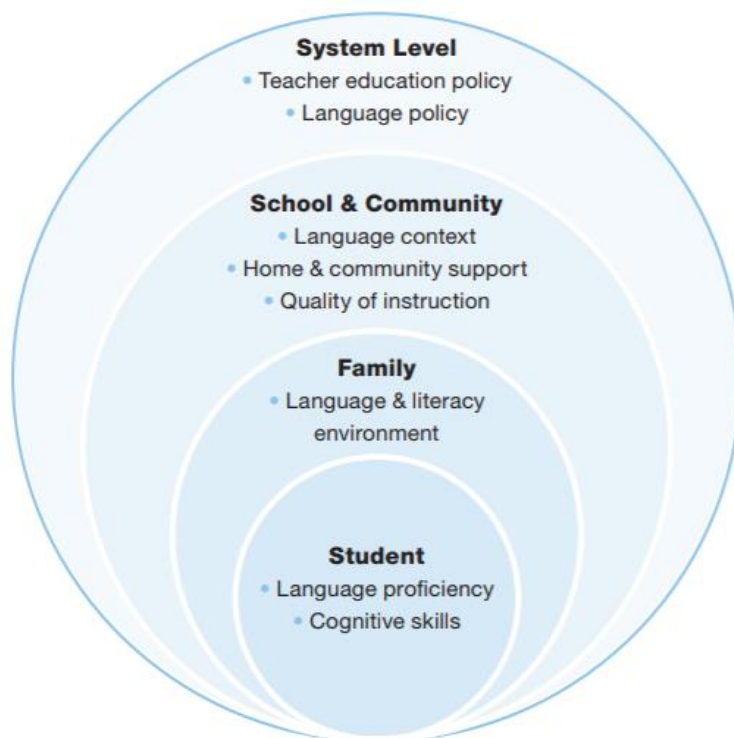 System Level
• Teacher education policy
• Language policy
School & Community
• Language context
• Home & community support
• Quality of instruction
Family
• Language & literacy
environment
Student
• Language proficiency
• Cognitive skills